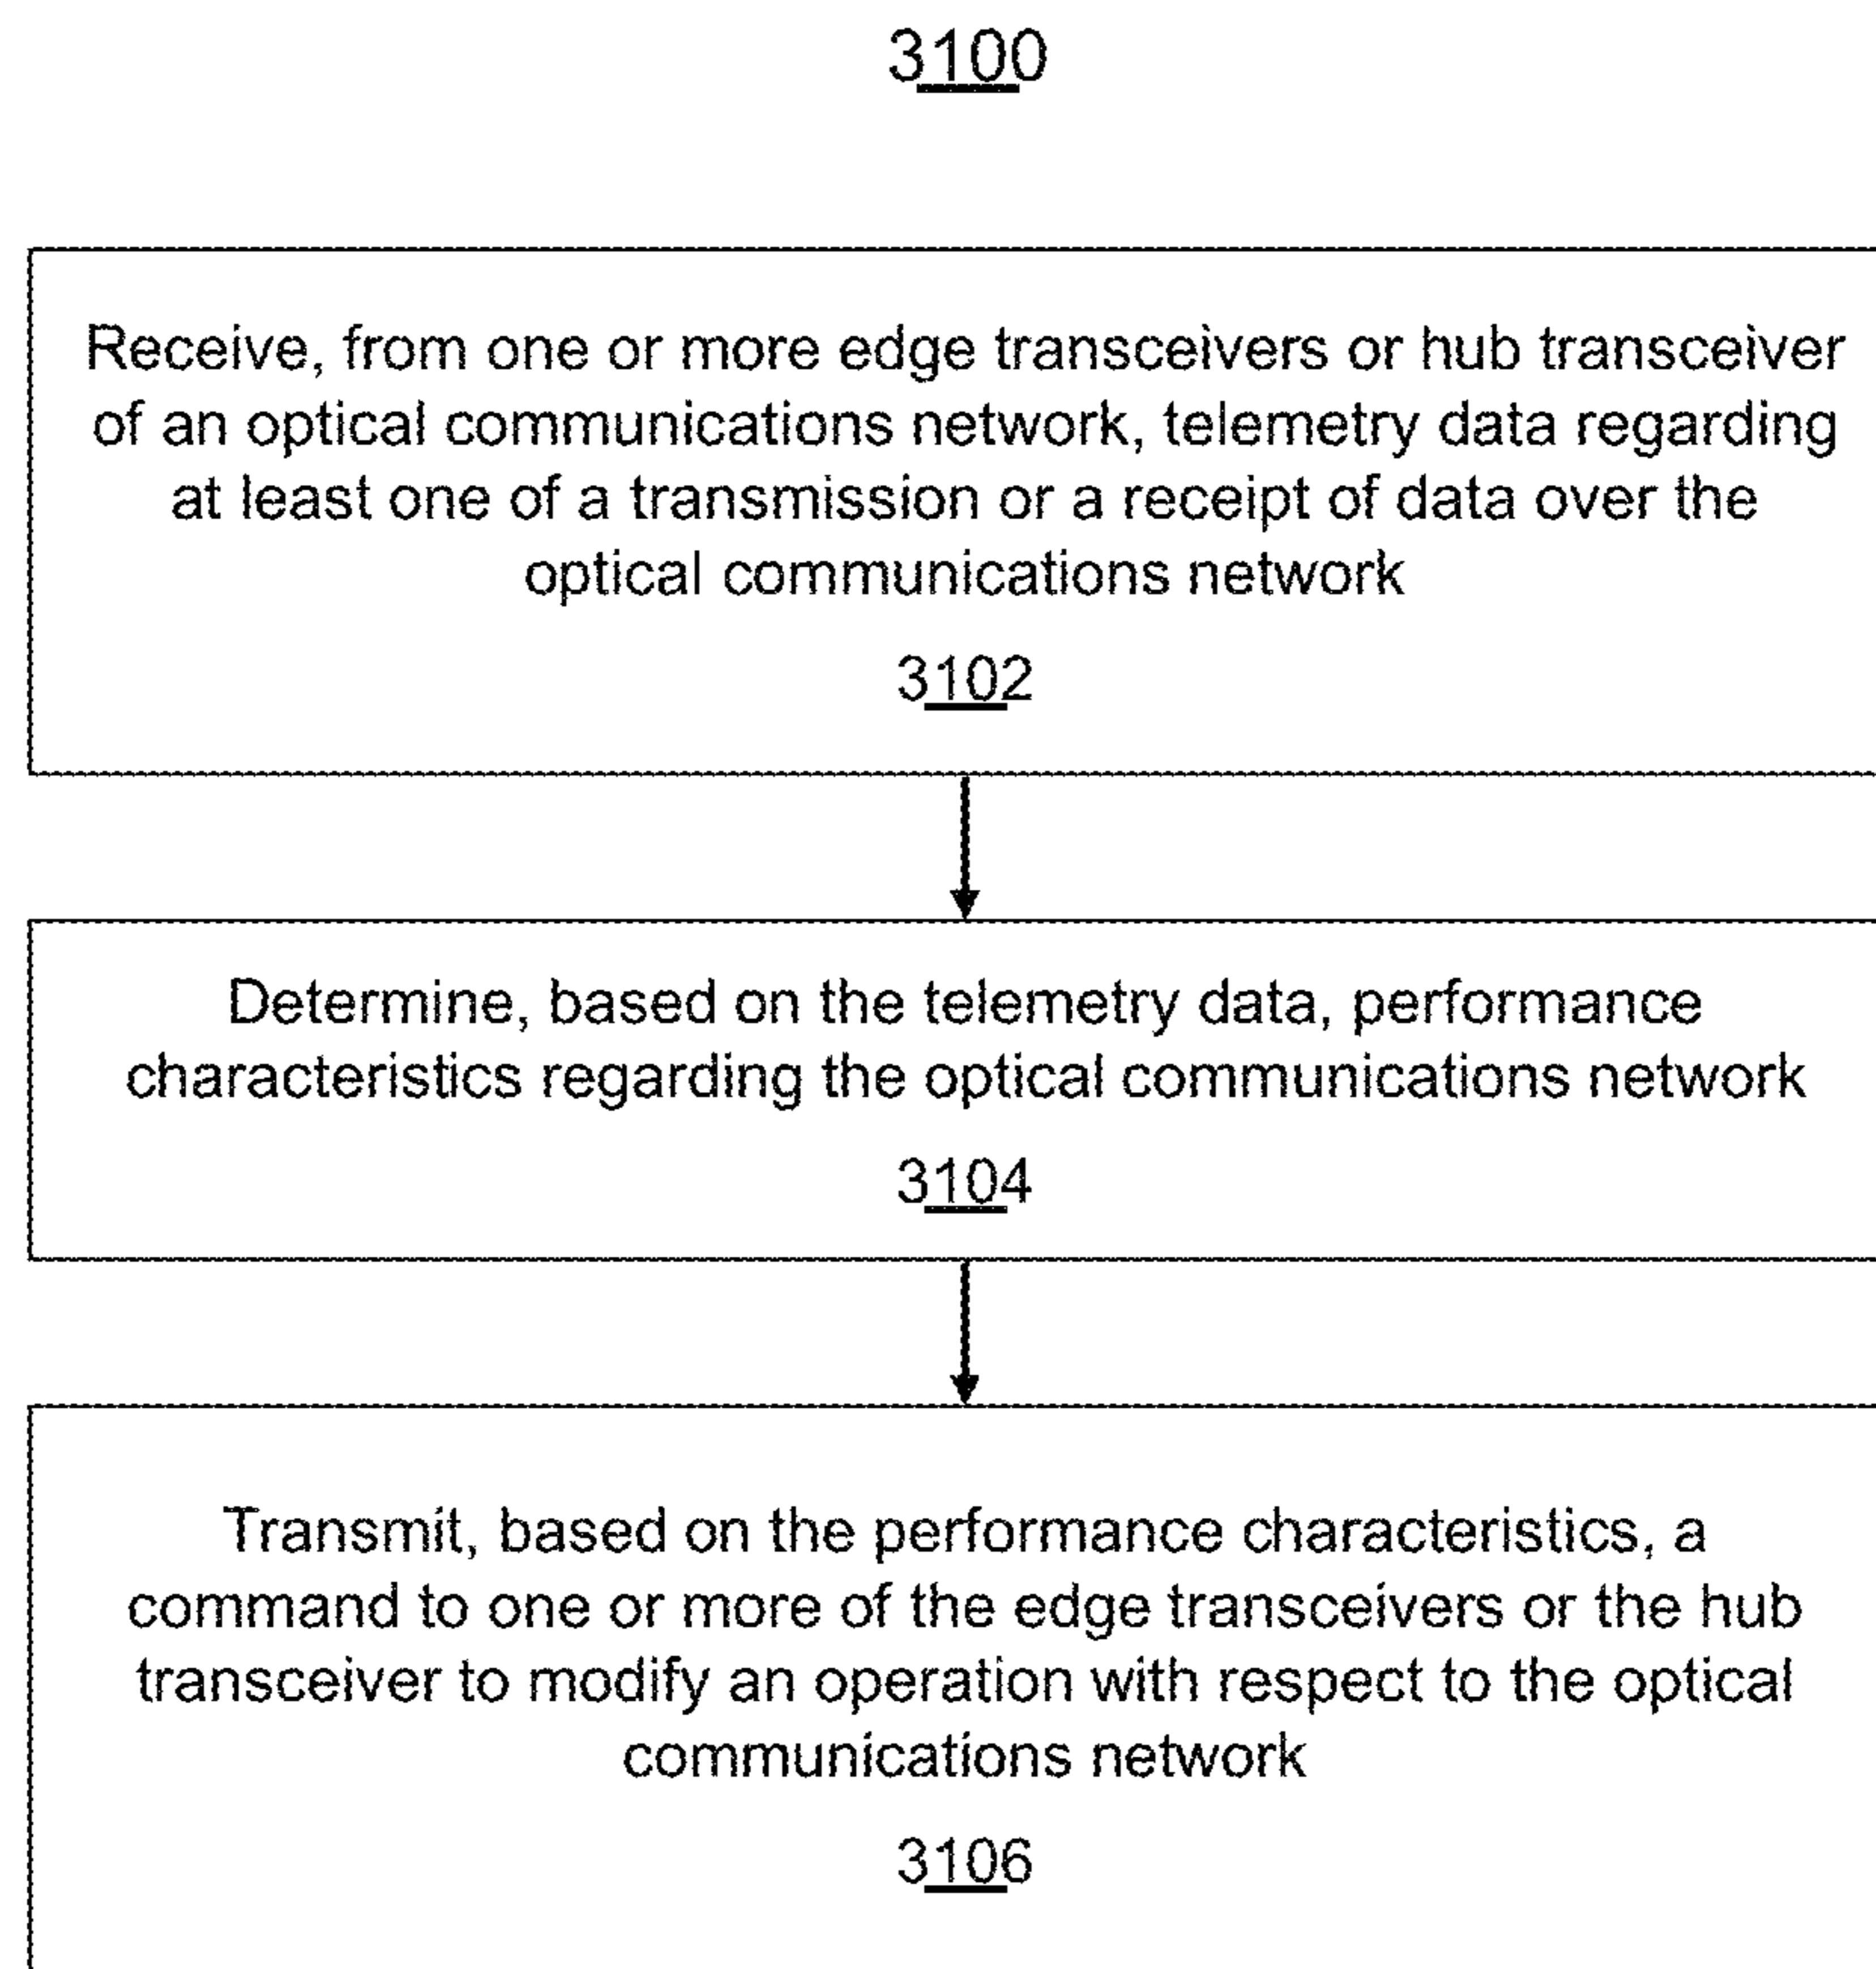 3100
Receive, from one or more edge transceivers or hub transceiver
of an optical communications network, telemetry data regarding
at least one of a transmission or a receipt of data over the
optical communications network
3102
Determine, based on the telemetry data, performance
characteristics regarding the optical communications network
3104
Transmit, based on the performance characteristics, a
command to one or more of the edge transceivers or the hub
transceiver to modify an operation with respect to the optical
communications network
3106